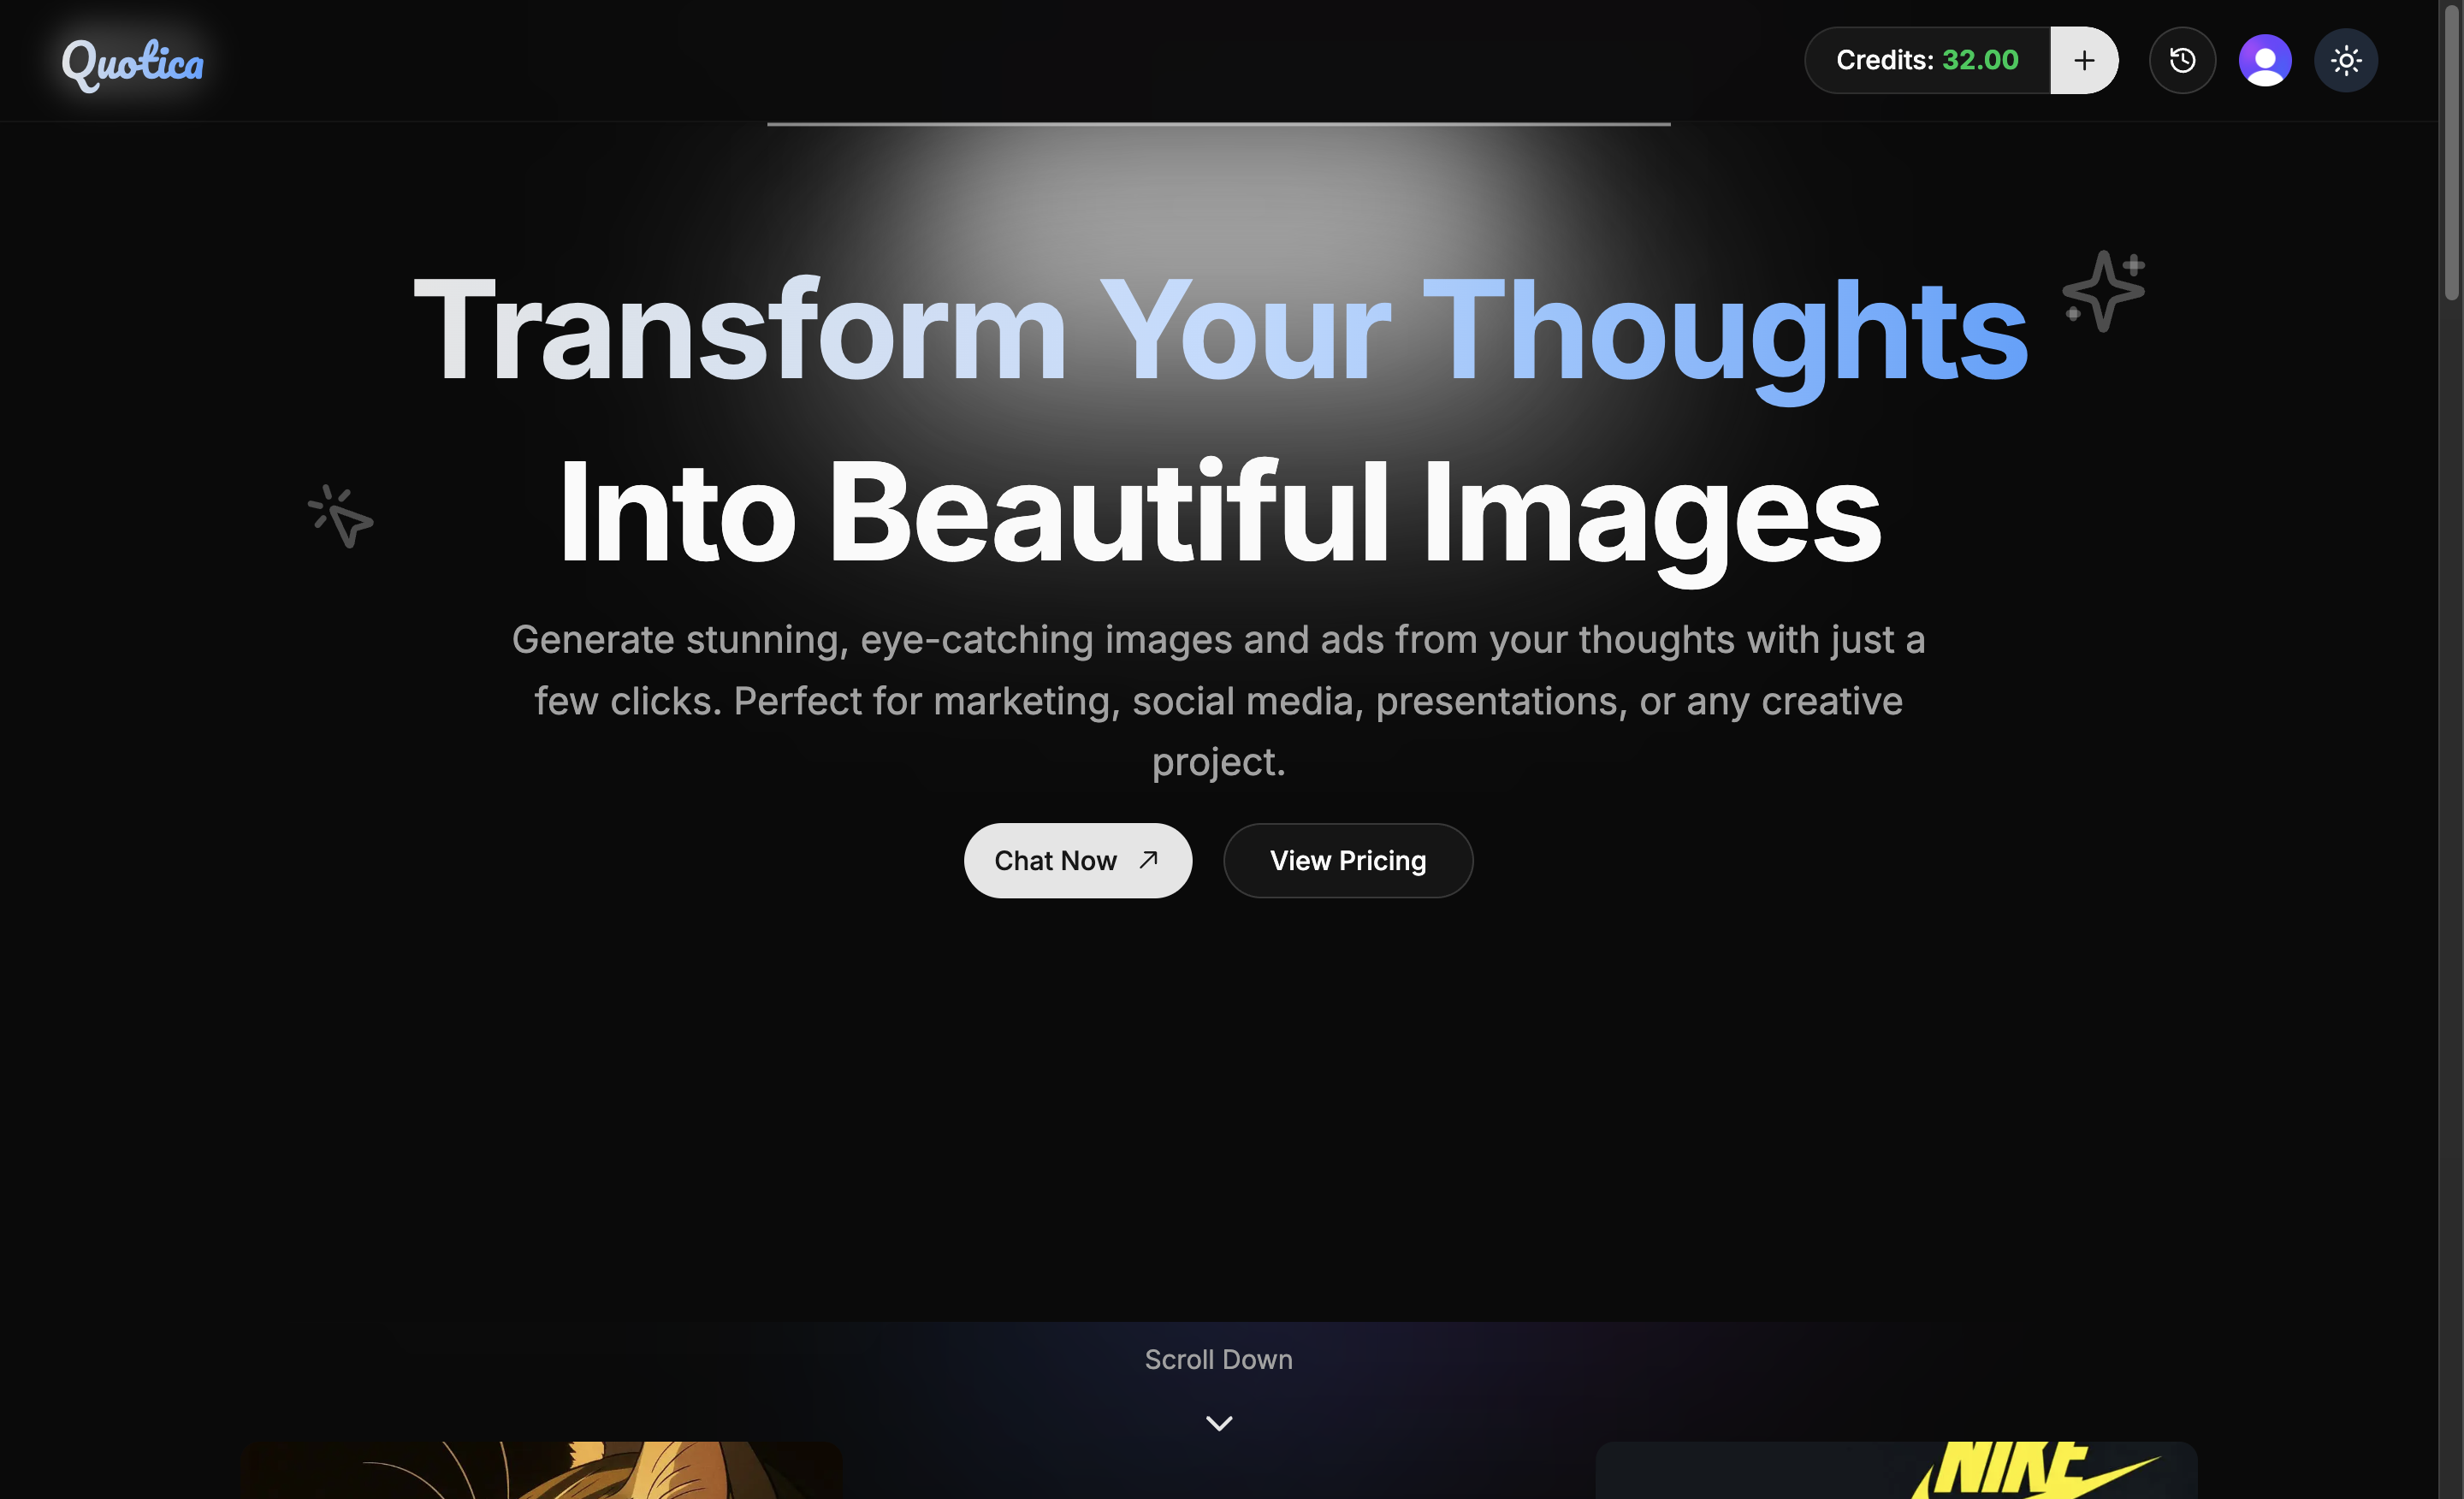 Quotica
Credits: 32.00
Transform Your Thoughts
Into Beautiful Images
Generate stunning, eye-catching images and ads from your thoughts with just a
few clicks. Perfect for marketing, social media, presentations, or any creative
project.
Chat Now
View Pricing
Scroll Down
NIKE